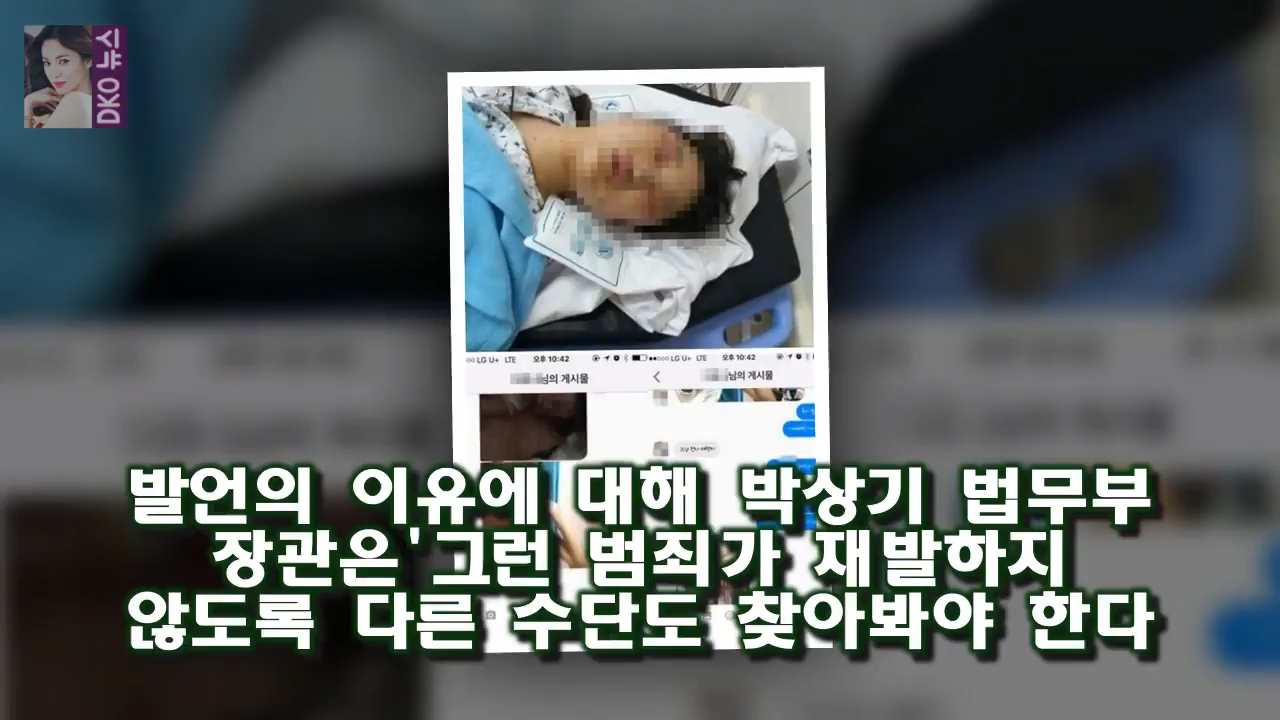 DKO 뉴스
LG U+ LTE 오후 10:42
LG U+ LTE 오후 10:42
님의 게시물
님의 게시물
발언의 이유에 대해 박상기 법무부
장관은 '그런 범죄가 재발하지
않도록 다른 수단도 찾아봐야 한다